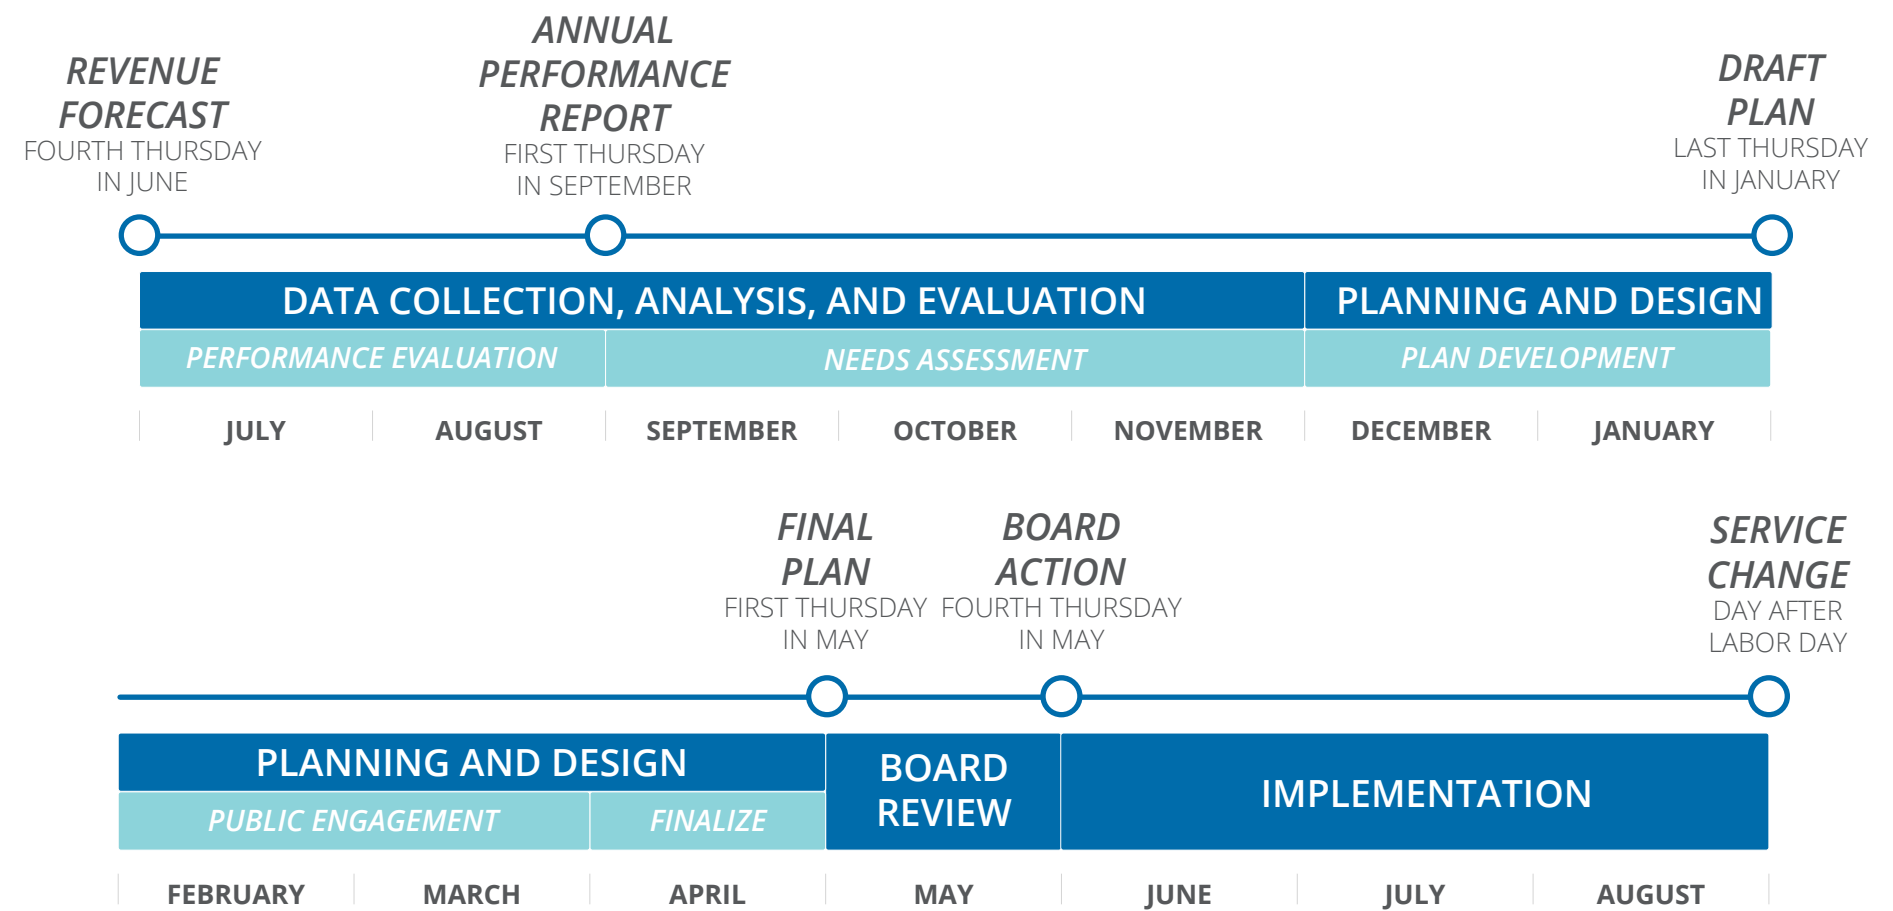 REVENUE
FORECAST
FOURTH THURSDAY
IN JUNE
ANNUAL
PERFORMANCE
REPORT
FIRST THURSDAY
IN SEPTEMBER
DRAFT
PLAN
LAST THURSDAY
IN JANUARY
DATA COLLECTION, ANALYSIS, AND EVALUATION
PLANNING AND DESIGN
PERFORMANCE EVALUATION
NEEDS ASSESSMENT
PLAN DEVELOPMENT
JULY
AUGUST
SEPTEMBER
OCTOBER
NOVEMBER
DECEMBER
JANUARY
FINAL
PLAN
FIRST THURSDAY
IN MAY
BOARD
ACTION
FOURTH THURSDAY
IN MAY
SERVICE
CHANGE
DAY AFTER
LABOR DAY
PLANNING AND DESIGN
PUBLIC ENGAGEMENT
FINALIZE
BOARD
REVIEW
IMPLEMENTATION
FEBRUARY
MARCH
APRIL
MAY
JUNE
JULY
AUGUST